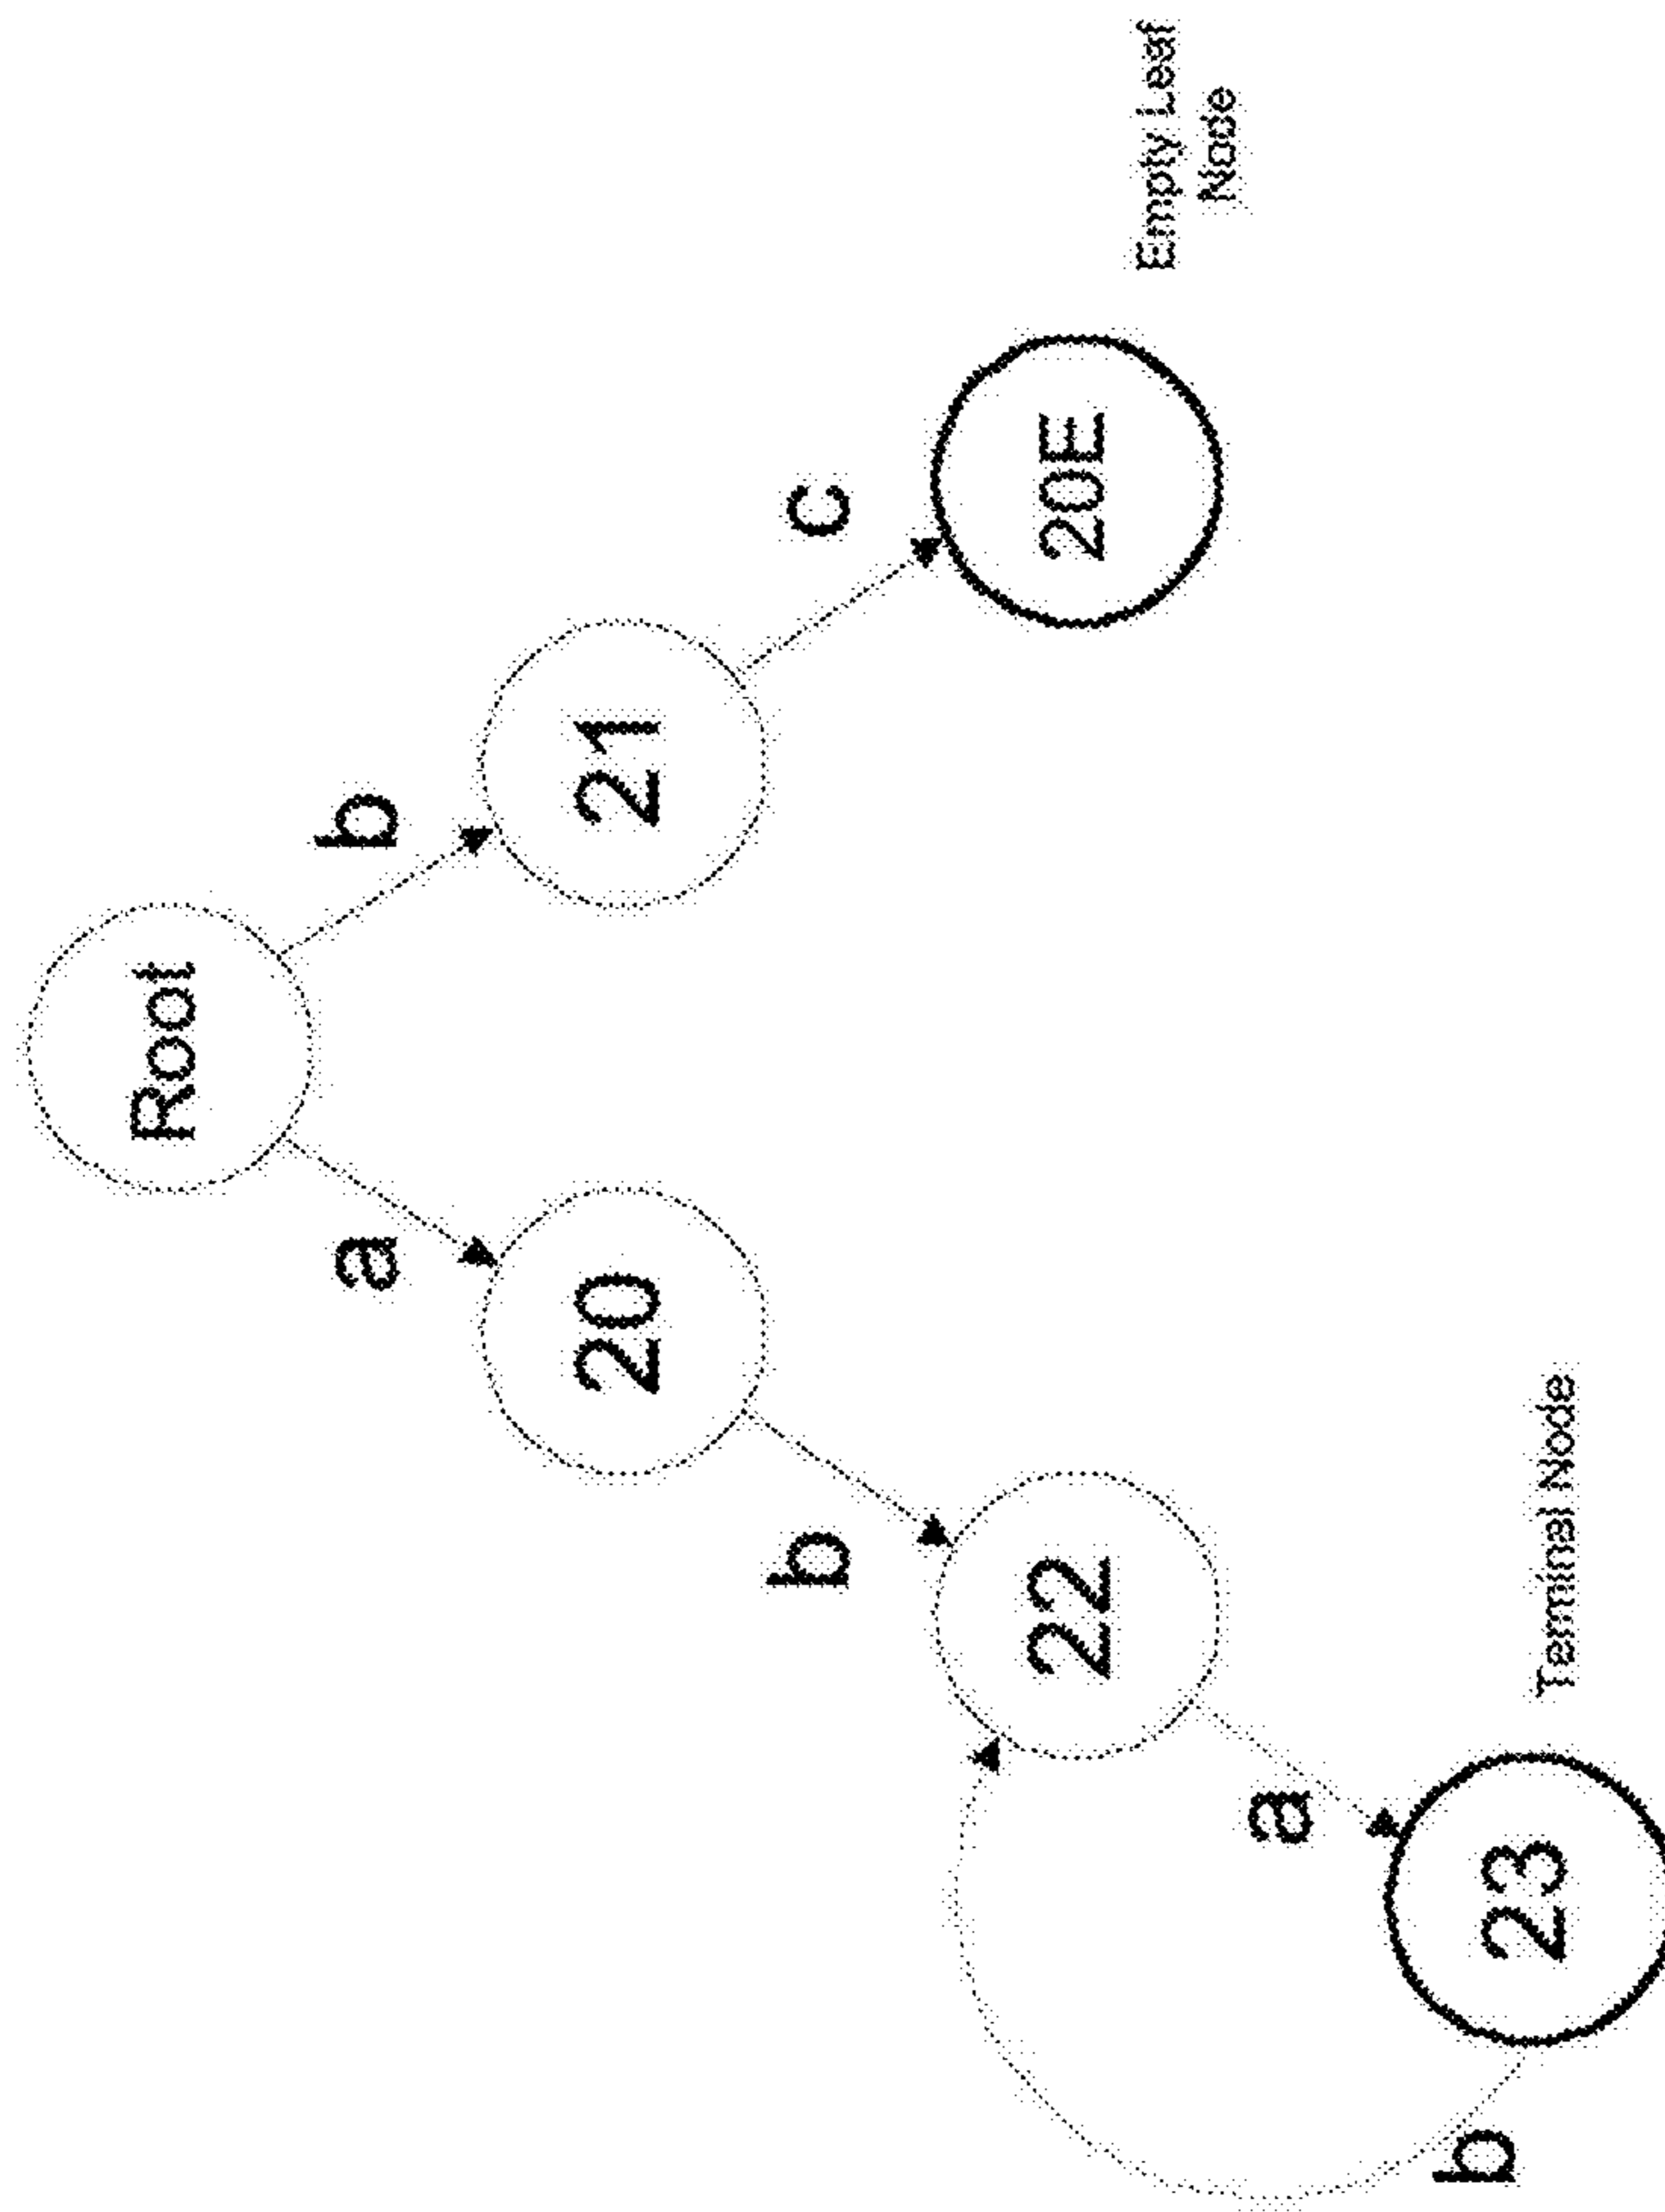 Root
a
b
20
21
b
c
22
20E
Empty Leaf
Node
a
b
23
Terminal Node